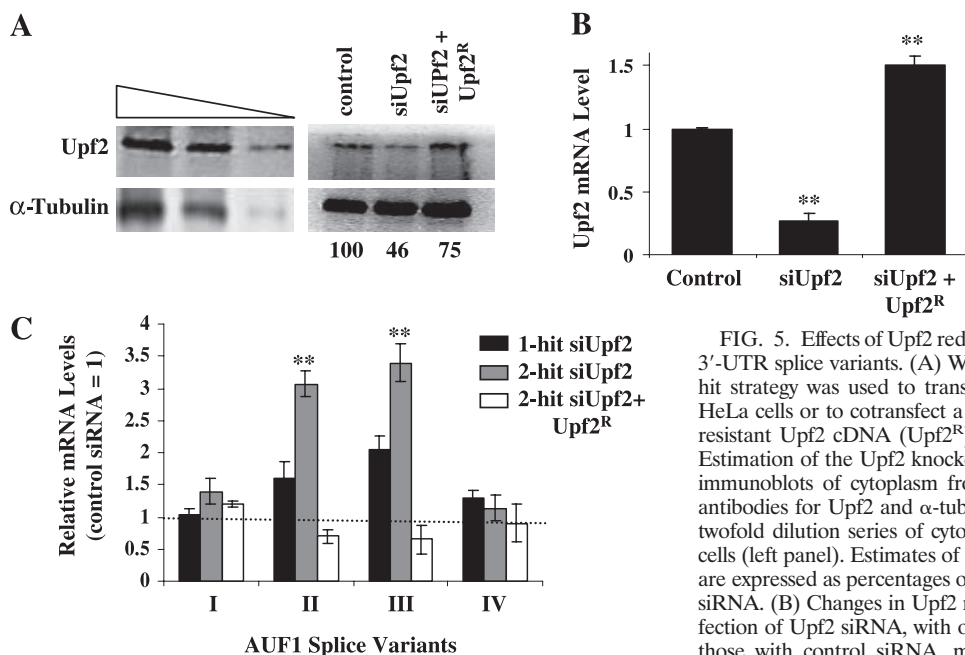 A
control
siUpf2
siUPf2 +
Upf2R
Upf2
α-Tubulin
100 46 75
B
Upf2 mRNA Level
1.5
1
0.5
0
**
**
Control siUpf2 siUpf2 +
Upf2R
C
Relative mRNA Levels
(control siRNA = 1)
4
3.5
3
2.5
2
1.5
1
0.5
0
**
**
1-hit siUpf2
2-hit siUpf2
2-hit siUpf2+
Upf2R
I II III IV
AUF1 Splice Variants
FIG. 5. Effects of Upf2 red
3′-UTR splice variants. (A) W
hit strategy was used to trans
HeLa cells or to cotransfect a
resistant Upf2 cDNA (Upf2R
Estimation of the Upf2 knocke
immunoblots of cytoplasm fro
antibodies for Upf2 and α-tub
twofold dilution series of cyto
cells (left panel). Estimates of
are expressed as percentages o
siRNA. (B) Changes in Upf2 r
fection of Upf2 siRNA, with o
those with control siRNA, m